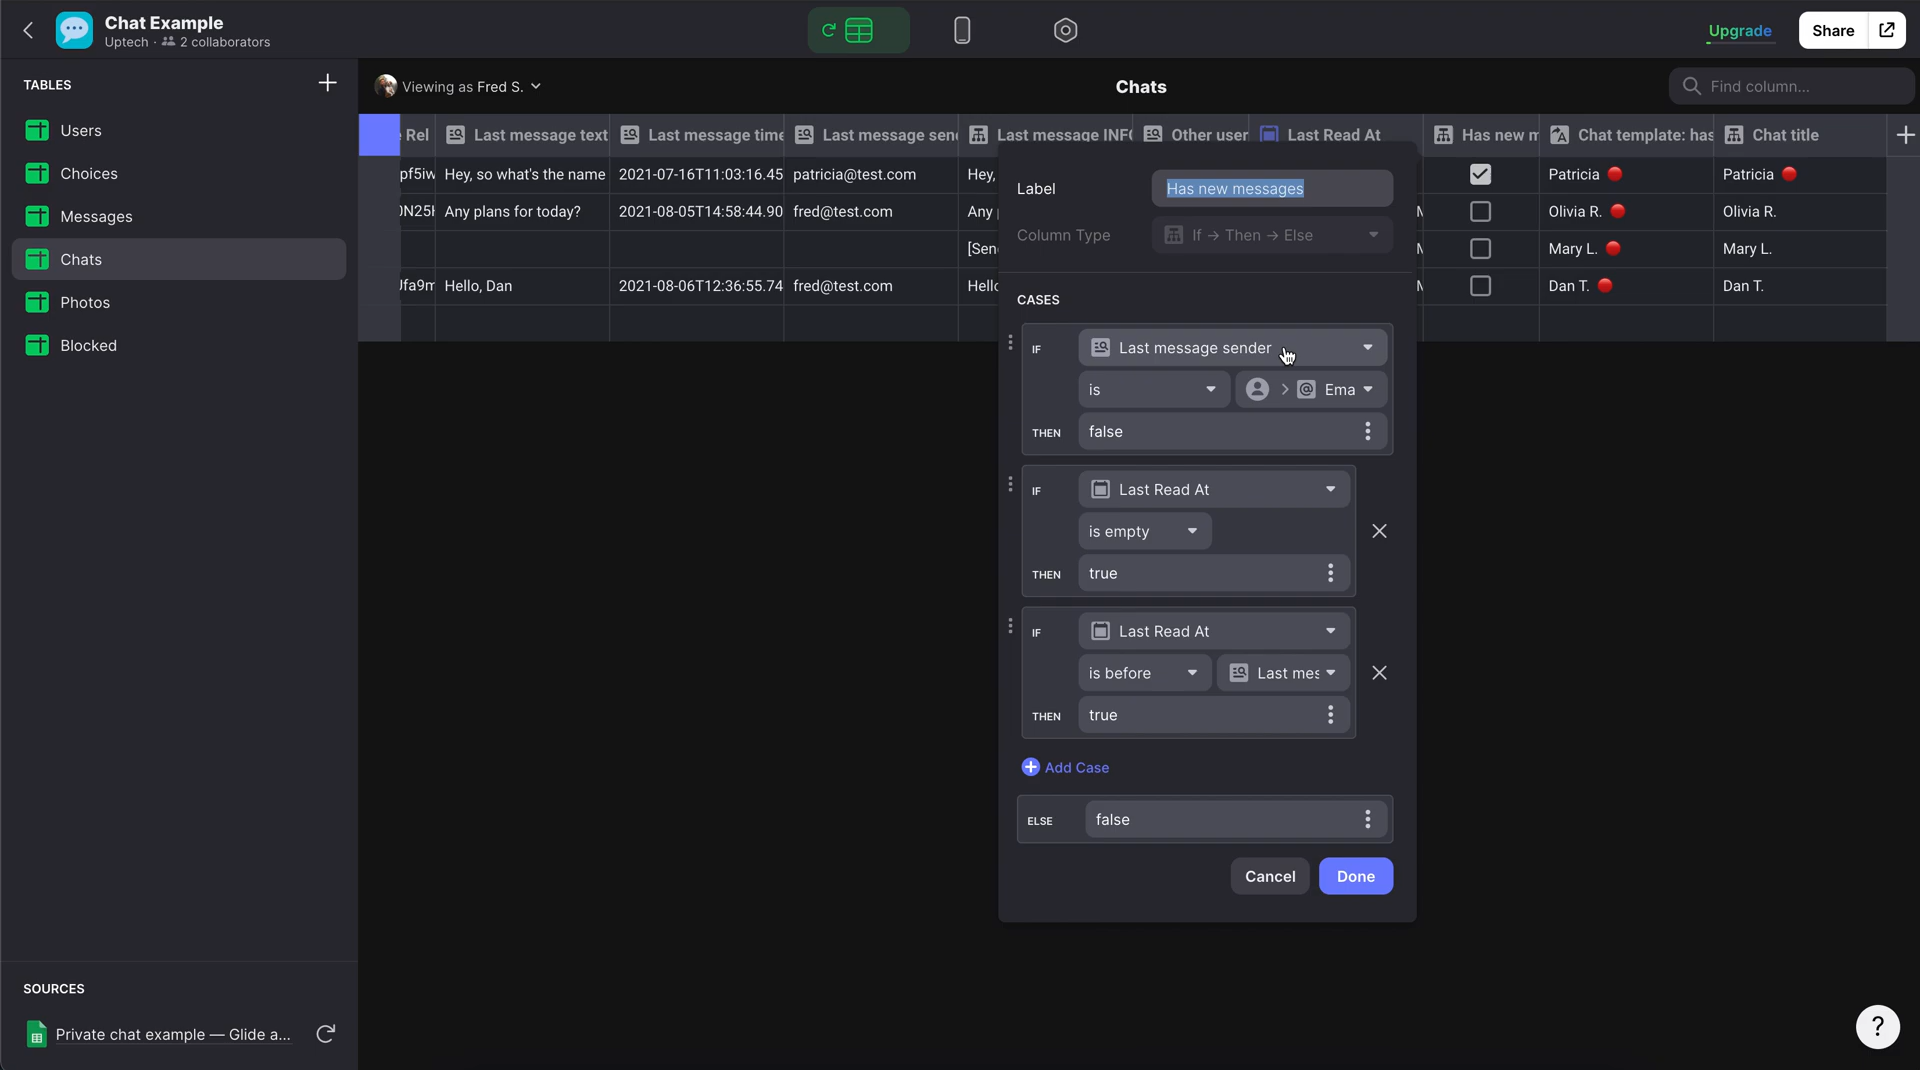 Chat Example
Uptech · 2 collaborators
Upgrade
Share
TABLES
Users
Choices
Messages
Chats
Photos
Blocked
SOURCES
Private chat example — Glide a...
Viewing as Fred S.
Chats
Find column...
Rel Last message text Last message time Last message sen Last message INF Other user Last Read At Has new m Chat template: has Chat title
Hey, so what's the name 2021-07-16T11:03:16.45 patricia@test.com Hey, Patricia Patricia
Any plans for today? 2021-08-05T14:58:44.90 fred@test.com Any Olivia R. Olivia R.
[Sen Mary L. Mary L.
Hello, Dan 2021-08-06T12:36:55.74 fred@test.com Hello Dan T. Dan T.
Label Has new messages
Column Type If → Then → Else
CASES
IF Last message sender
is > @ Ema
THEN false
IF Last Read At
is empty
THEN true
IF Last Read At
is before Last mes
THEN true
Add Case
ELSE false
Cancel Done
?